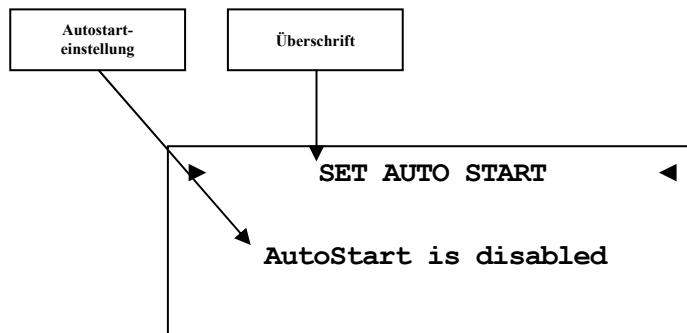 Autostart-
einstellung
Überschrift
SET AUTO START
AutoStart is disabled